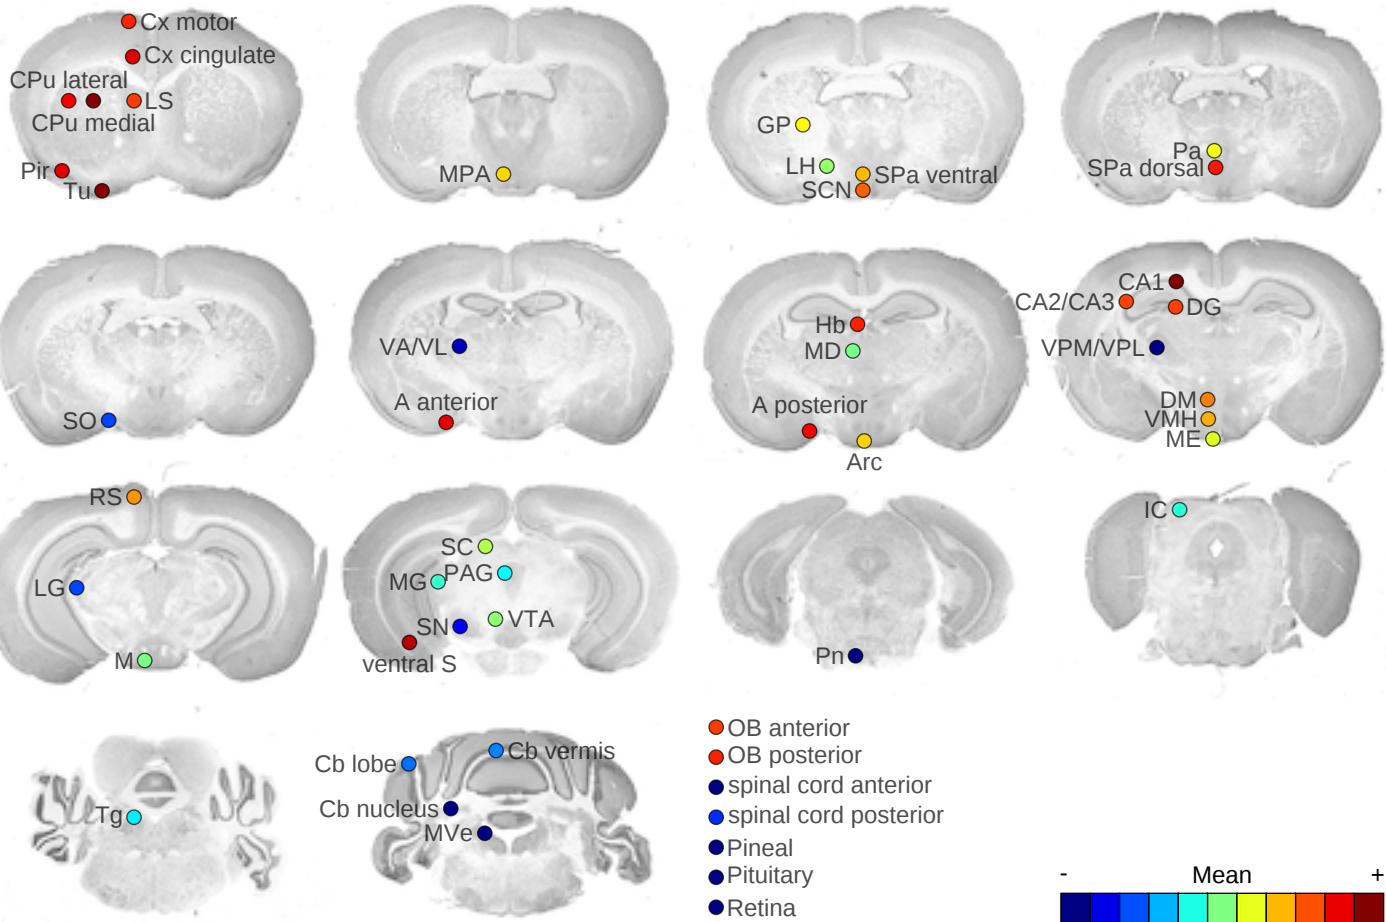 Cx motor
Cx cingulate
CPu lateral
LS
CPu medial
Pir
Tu
MPA
GP
LH
SPa ventral
SCN
Pa
SPa dorsal
SO
VA/VL
A anterior
Hb
MD
A posterior
Arc
CA1
CA2/CA3
DG
VPM/VPL
DM
VMH
ME
RS
LG
M
SC
MG
PAG
SN
VTA
ventral S
Pn
IC
Tg
Cb lobe
Cb vermis
Cb nucleus
MVe
OB anterior
OB posterior
spinal cord anterior
spinal cord posterior
Pineal
Pituitary
Retina
- Mean +